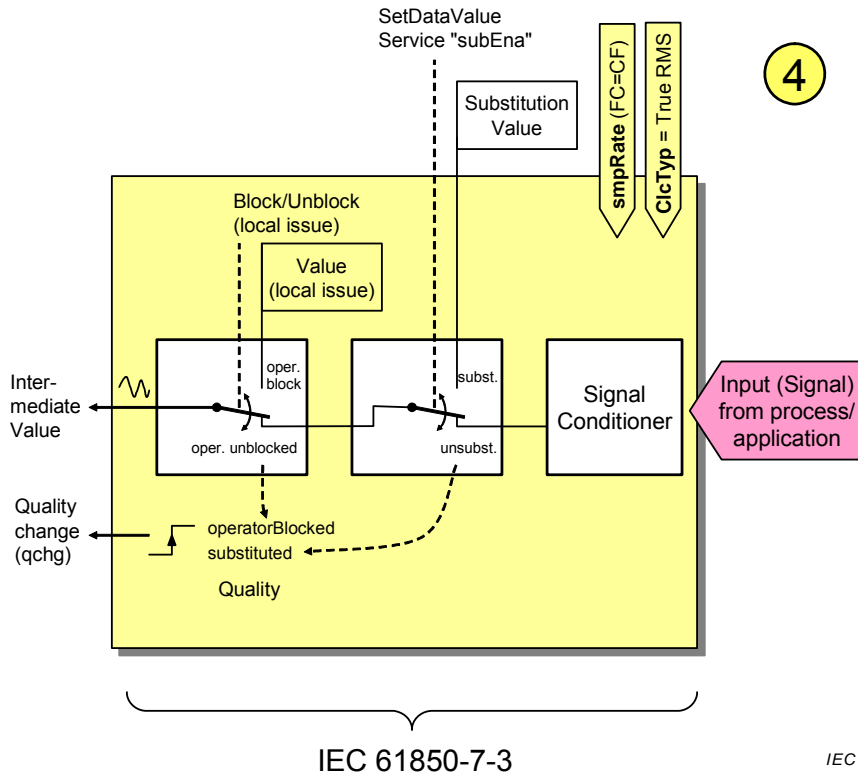 SetDataValue
Service "subEna"
smpRate (FC=CF)
ClcTyp = True RMS
4
Substitution
Value
Block/Unblock
(local issue)
Value
(local issue)
oper.
block
oper. unblocked
subst.
unsubst.
Signal
Conditioner
Input (Signal)
from process/
application
Inter-
mediate
Value
Quality
change
(qchg)
operatorBlocked
substituted
Quality
IEC 61850-7-3
IEC